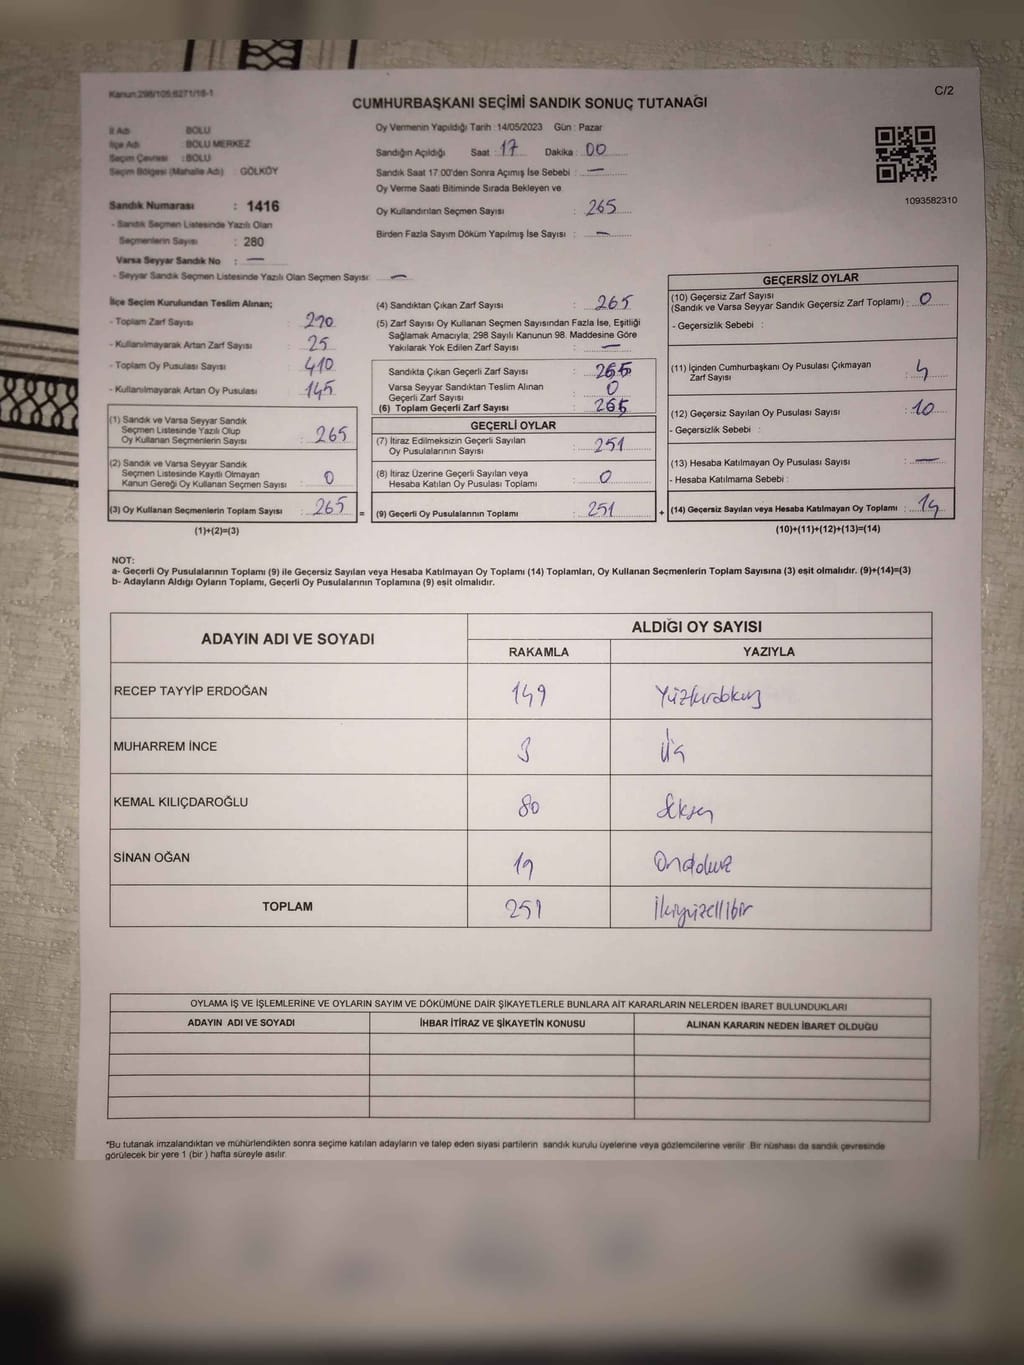 Kanun:298/105,6271/18-1
C/2
CUMHURBAŞKANI SEÇİMİ SANDIK SONUÇ TUTANAĞI
İl Adı : BOLU
İlçe Adı : BOLU MERKEZ
Seçim Çevresi : BOLU
Seçim Bölgesi (Mahalle Adı) : GÖLKÖY
Sandık Numarası : 1416
- Sandık Seçmen Listesinde Yazılı Olan
Seçmenlerin Sayısı : 280
Varsa Seyyar Sandık No : —
- Seyyar Sandık Seçmen Listesinde Yazılı Olan Seçmen Sayısı: —
Oy Vermenin Yapıldığı Tarih : 14/05/2023 Gün : Pazar
Sandığın Açıldığı Saat : 17 Dakika : 00
Sandık Saat 17.00'den Sonra Açımış İse Sebebi : —
Oy Verme Saati Bitiminde Sırada Bekleyen ve
Oy Kullandırılan Seçmen Sayısı : 265
Birden Fazla Sayım Döküm Yapılmış İse Sayısı : —
1093582310
İlçe Seçim Kurulundan Teslim Alınan;
- Toplam Zarf Sayısı : 290
- Kullanılmayarak Artan Zarf Sayısı : 25
- Toplam Oy Pusulası Sayısı : 410
- Kullanılmayarak Artan Oy Pusulası : 145
(1) Sandık ve Varsa Seyyar Sandık
Seçmen Listesinde Yazılı Olup
Oy Kullanan Seçmenlerin Sayısı : 265
(2) Sandık ve Varsa Seyyar Sandık
Seçmen Listesinde Kayıtlı Olmayan
Kanun Gereği Oy Kullanan Seçmen Sayısı : 0
(3) Oy Kullanan Seçmenlerin Toplam Sayısı : 265 =
(1)+(2)=(3)
(4) Sandıktan Çıkan Zarf Sayısı : 265
(5) Zarf Sayısı Oy Kullanan Seçmen Sayısından Fazla İse, Eşitliği
Sağlamak Amacıyla; 298 Sayılı Kanunun 98. Maddesine Göre
Yakılarak Yok Edilen Zarf Sayısı : —
Sandıkta Çıkan Geçerli Zarf Sayısı : 265
Varsa Seyyar Sandıktan Teslim Alınan
Geçerli Zarf Sayısı : 0
(6) Toplam Geçerli Zarf Sayısı : 265
GEÇERLİ OYLAR
(7) İtiraz Edilmeksizin Geçerli Sayılan
Oy Pusulalarının Sayısı : 251
(8) İtiraz Üzerine Geçerli Sayılan veya
Hesaba Katılan Oy Pusulası Toplamı : 0
(9) Geçerli Oy Pusulalarının Toplamı : 251 +
GEÇERSİZ OYLAR
(10) Geçersiz Zarf Sayısı
(Sandık ve Varsa Seyyar Sandık Geçersiz Zarf Toplamı) : 0
- Geçersizlik Sebebi :
(11) İçinden Cumhurbaşkanı Oy Pusulası Çıkmayan
Zarf Sayısı : 4
(12) Geçersiz Sayılan Oy Pusulası Sayısı : 10
- Geçersizlik Sebebi :
(13) Hesaba Katılmayan Oy Pusulası Sayısı : —
- Hesaba Katılmama Sebebi :
(14) Geçersiz Sayılan veya Hesaba Katılmayan Oy Toplamı : 14
(10)+(11)+(12)+(13)=(14)
NOT:
a- Geçerli Oy Pusulalarının Toplamı (9) ile Geçersiz Sayılan veya Hesaba Katılmayan Oy Toplamı (14) Toplamları, Oy Kullanan Seçmenlerin Toplam Sayısına (3) eşit olmalıdır. (9)+(14)=(3)
b- Adayların Aldığı Oyların Toplamı, Geçerli Oy Pusulalarının Toplamına (9) eşit olmalıdır.
ADAYIN ADI VE SOYADI
ALDIĞI OY SAYISI
RAKAMLA YAZIYLA
RECEP TAYYİP ERDOĞAN 149 Yüzkırkdokuz
MUHARREM İNCE 3 Üç
KEMAL KILIÇDAROĞLU 80 Seksen
SİNAN OĞAN 19 Ondokuz
TOPLAM 251 İkiyüzellibir
OYLAMA İŞ VE İŞLEMLERİNE VE OYLARIN SAYIM VE DÖKÜMÜNE DAİR ŞİKAYETLERLE BUNLARA AİT KARARLARIN NELERDEN İBARET BULUNDUKLARI
ADAYIN ADI VE SOYADI İHBAR İTİRAZ VE ŞİKAYETİN KONUSU ALINAN KARARIN NEDEN İBARET OLDUĞU
*Bu tutanak imzalandıktan ve mühürlendikten sonra seçime katılan adayların ve talep eden siyasi partilerin sandık kurulu üyelerine veya gözlemcilerine verilir. Bir nüshası da sandık çevresinde
görülecek bir yere 1 (bir ) hafta süreyle asılır.